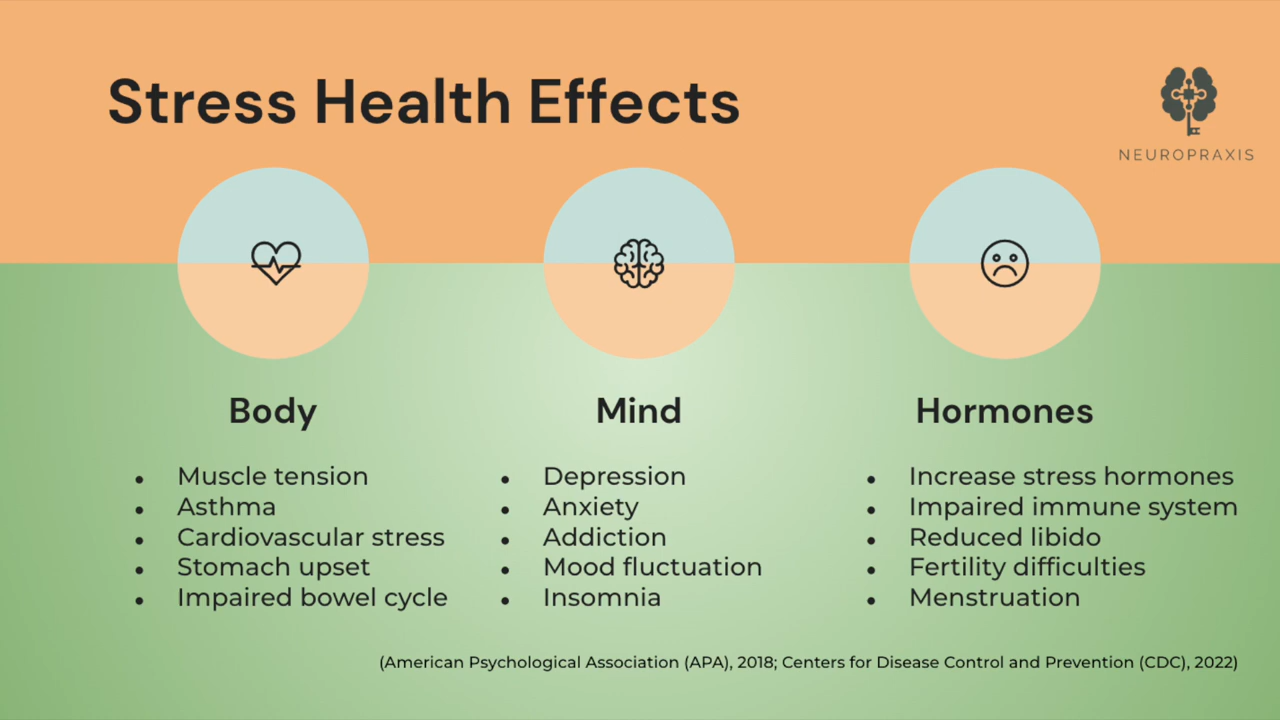 Stress Health Effects
NEUROPRAXIS
Body
• Muscle tension
• Asthma
• Cardiovascular stress
• Stomach upset
• Impaired bowel cycle
Mind
• Depression
• Anxiety
• Addiction
• Mood fluctuation
• Insomnia
Hormones
• Increase stress hormones
• Impaired immune system
• Reduced libido
• Fertility difficulties
• Menstruation
(American Psychological Association (APA), 2018; Centers for Disease Control and Prevention (CDC), 2022)